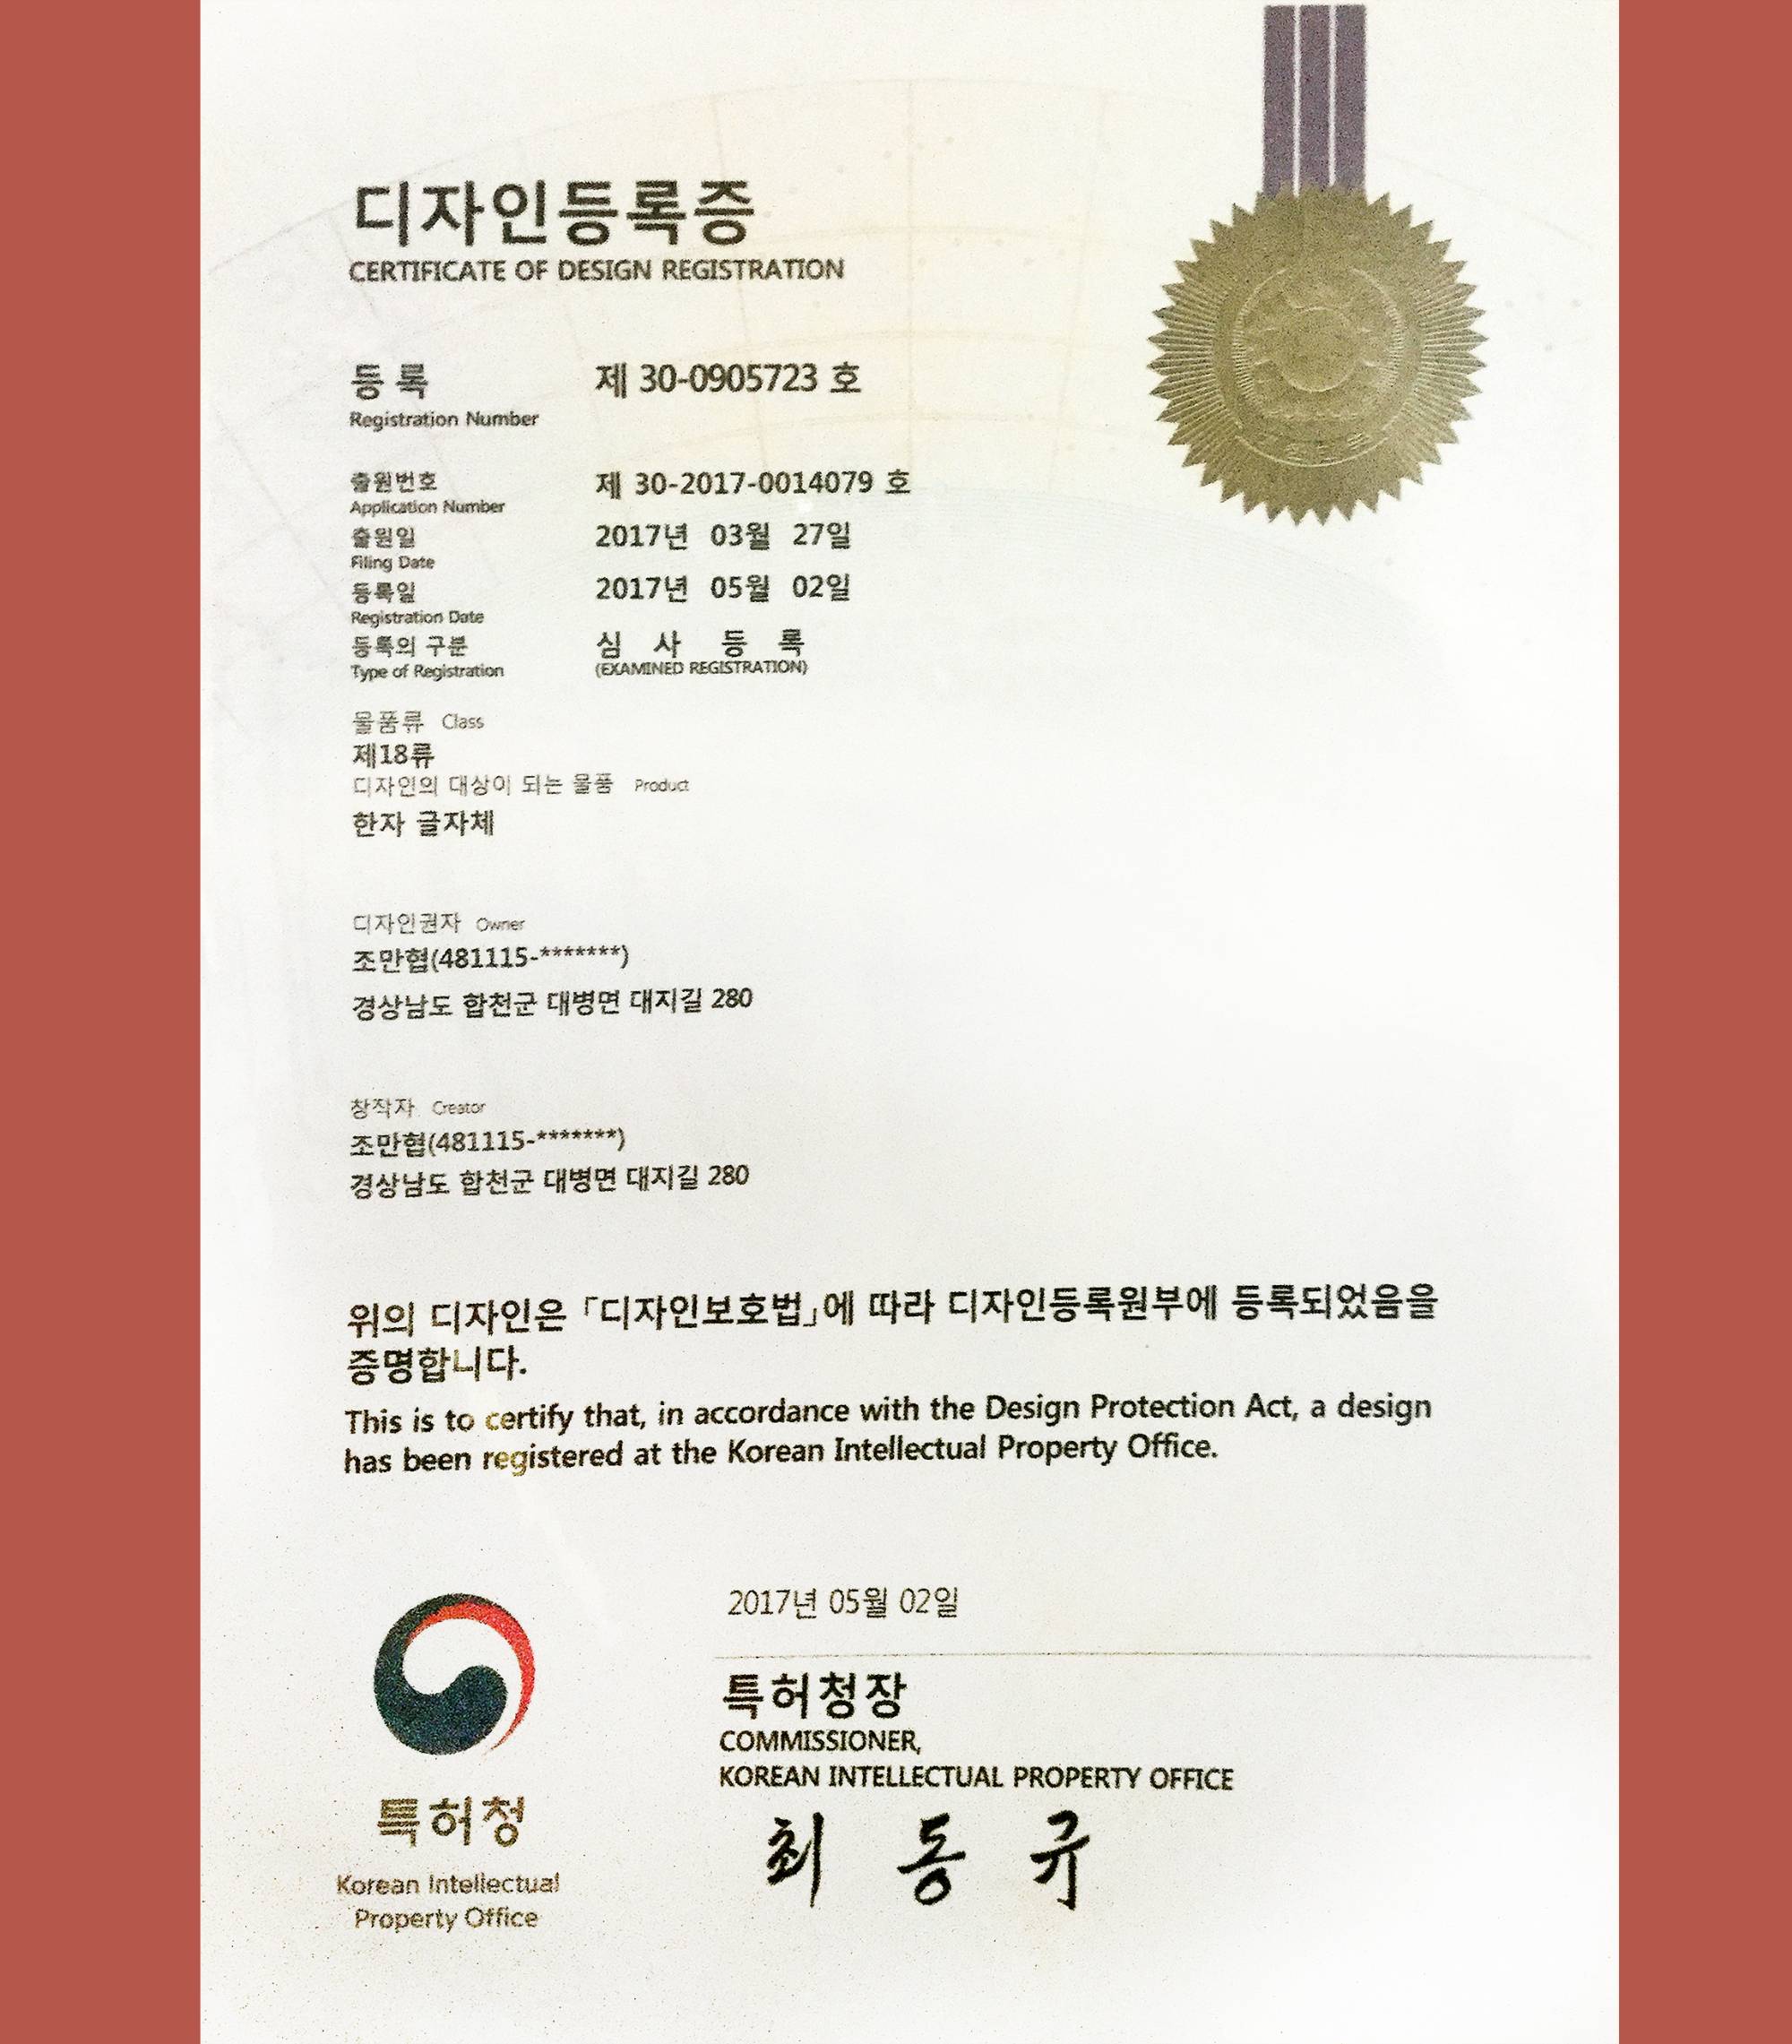 디자인등록증
CERTIFICATE OF DESIGN REGISTRATION
등 록 제 30-0905723 호
Registration Number
출원번호 제 30-2017-0014079 호
Application Number
출원일 2017년 03월 27일
Filing Date
등록일 2017년 05월 02일
Registration Date
등록의 구분 심 사 등 록
Type of Registration (EXAMINED REGISTRATION)
물품류 Class
제18류
디자인의 대상이 되는 물품 Product
한자 글자체
디자인권자 Owner
조만협(481115-*******)
경상남도 합천군 대병면 대지길 280
창작자 Creator
조만협(481115-*******)
경상남도 합천군 대병면 대지길 280
위의 디자인은 「디자인보호법」에 따라 디자인등록원부에 등록되었음을
증명합니다.
This is to certify that, in accordance with the Design Protection Act, a design
has been registered at the Korean Intellectual Property Office.
2017년 05월 02일
특허청장
COMMISSIONER,
KOREAN INTELLECTUAL PROPERTY OFFICE
최 동 규
특허청
Korean Intellectual
Property Office